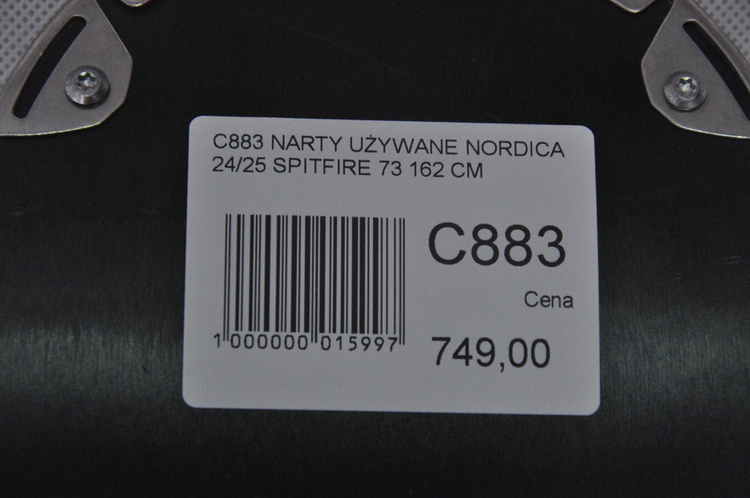 C883 NARTY UŻYWANE NORDICA
24/25 SPITFIRE 73 162 CM
C883
Cena
749,00
1 000000 015997